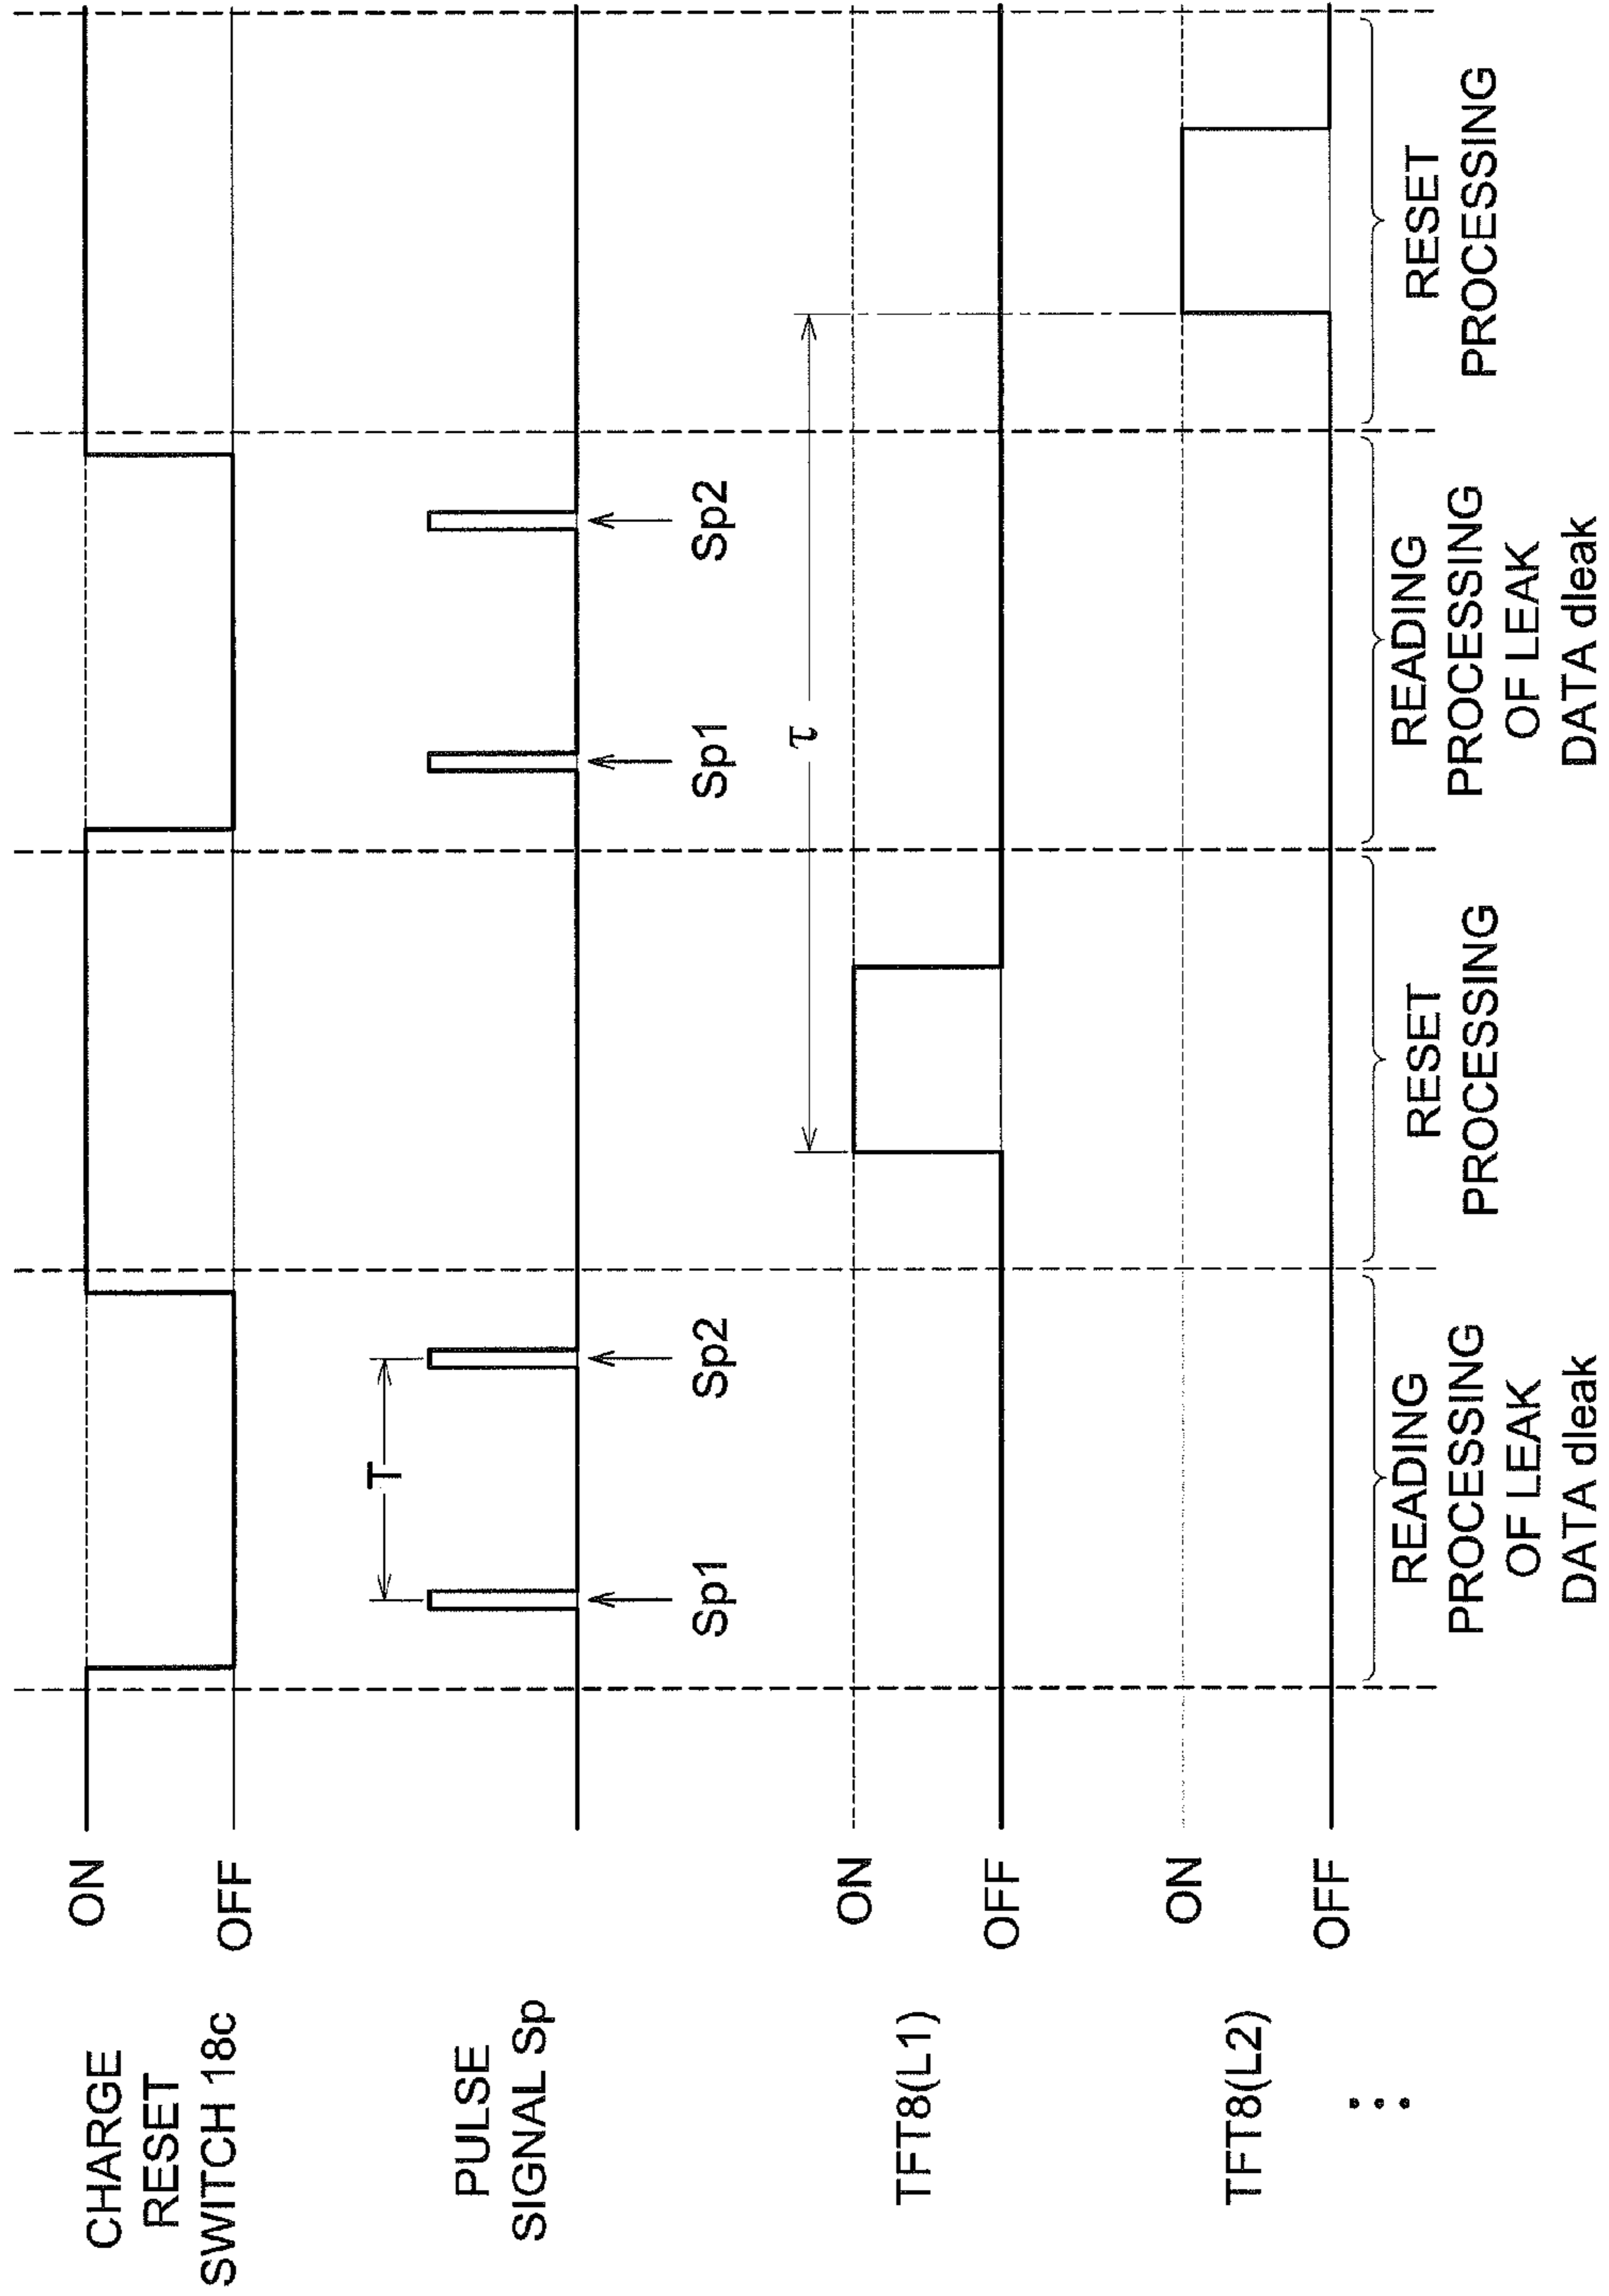 CHARGE
RESET
SWITCH 18c
ON
OFF
PULSE
SIGNAL Sp
T
Sp1
Sp2
Sp1
Sp2
TFT8(L1)
ON
OFF
τ
TFT8(L2)
ON
OFF
READING
PROCESSING
OF LEAK
DATA dleak
RESET
PROCESSING
READING
PROCESSING
OF LEAK
DATA dleak
RESET
PROCESSING